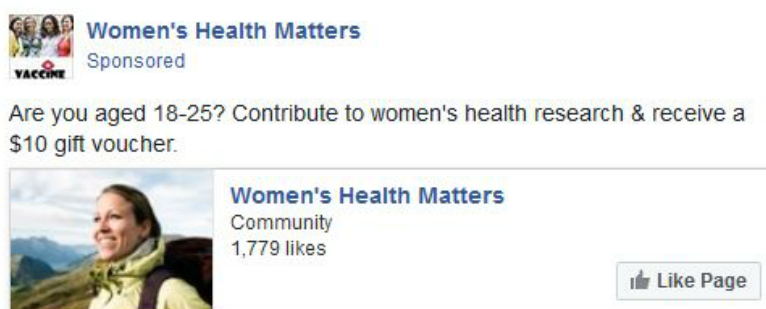 Women's Health Matters
Sponsored
VACCINE
Are you aged 18-25? Contribute to women's health research & receive a
$10 gift voucher.
Women's Health Matters
Community
1,779 likes
Like Page